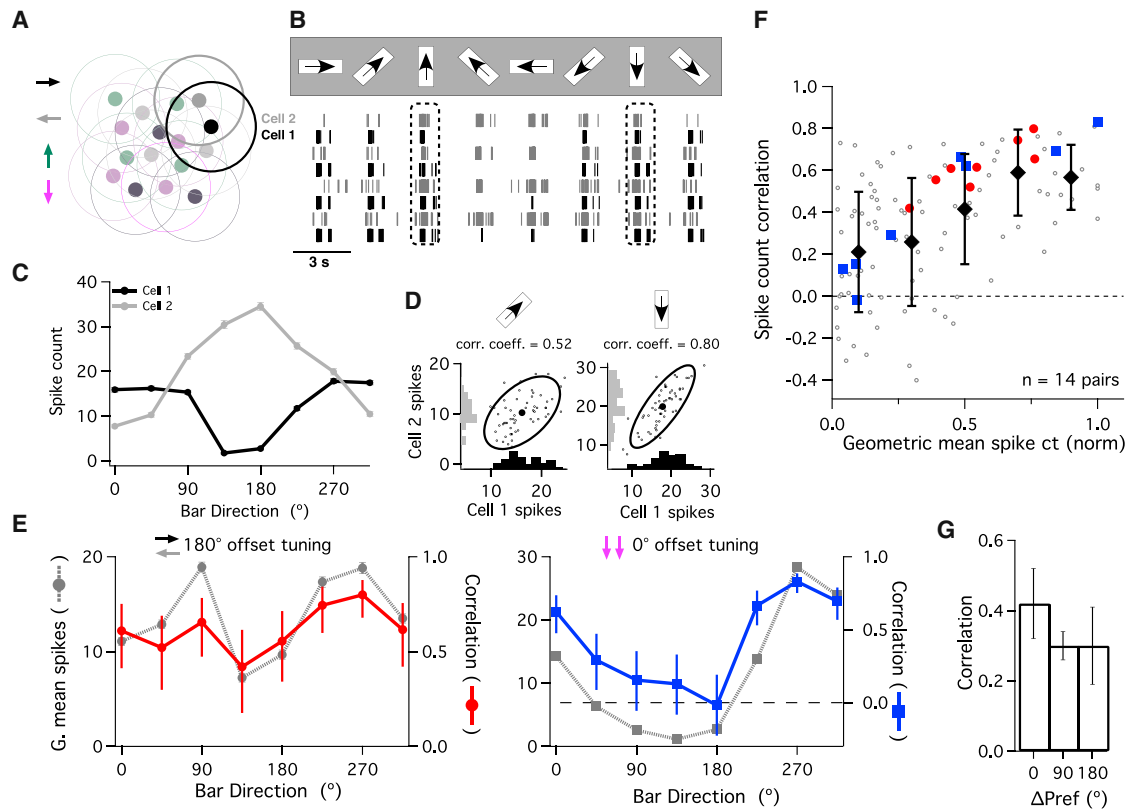 A
B
Cell 2
Cell 1
3 s
C
40
30
20
10
0
Spike count
Cell 1
Cell 2
0
90
180
270
Bar Direction (°)
D
corr. coeff. = 0.52
corr. coeff. = 0.80
Cell 2 spikes
20
10
0
30
20
10
10
20
10
20
30
Cell 1 spikes
Cell 1 spikes
E
180° offset tuning
G. mean spikes ( )
20
10
0
1.0
0.5
0.0
Correlation ( )
0
90
180
270
Bar Direction (°)
0° offset tuning
30
20
10
0
1.0
0.5
0.0
Correlation ( )
0
90
180
270
Bar Direction (°)
F
Spike count correlation
1.0
0.8
0.6
0.4
0.2
0.0
-0.2
-0.4
n = 14 pairs
0.0
0.5
1.0
Geometric mean spike ct (norm)
G
Correlation
0.6
0.4
0.2
0.0
0
90
180
ΔPref (°)